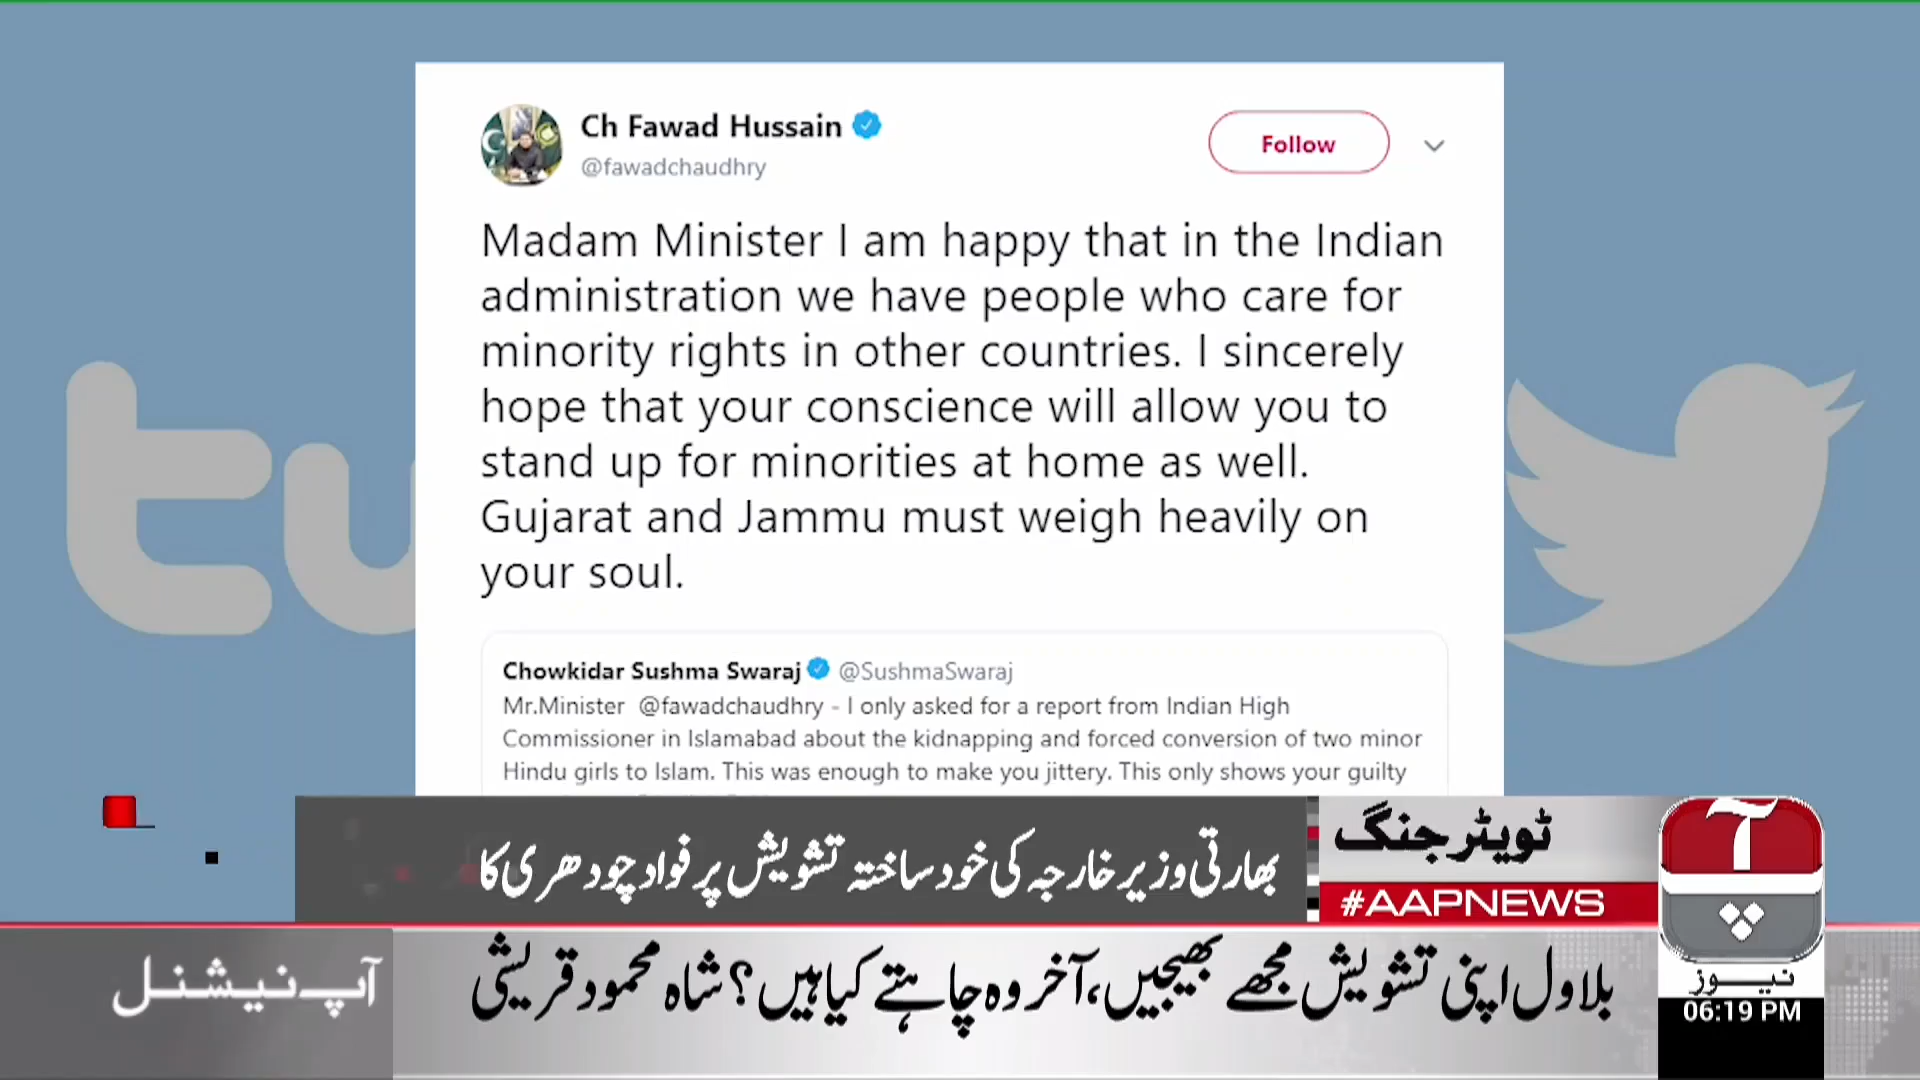 Ch Fawad Hussain
@fawadchaudhry
Follow
Madam Minister I am happy that in the Indian
administration we have people who care for
minority rights in other countries. I sincerely
hope that your conscience will allow you to
stand up for minorities at home as well.
Gujarat and Jammu must weigh heavily on
your soul.
Chowkidar Sushma Swaraj @SushmaSwaraj
Mr.Minister @fawadchaudhry - I only asked for a report from Indian High
Commissioner in Islamabad about the kidnapping and forced conversion of two minor
Hindu girls to Islam. This was enough to make you jittery. This only shows your guilty
tw
ٹویٹر جنگ
#AAPNEWS
بھارتی وزیر خارجہ کی خود ساختہ تشویش پر فواد چودھری کا
بلاول اپنی تشویش مجھے بھیجیں، آخر وہ چاہتے کیا ہیں؟ شاہ محمود قریشی
آپ نیشنل
آپ
نیوز
06:19 PM